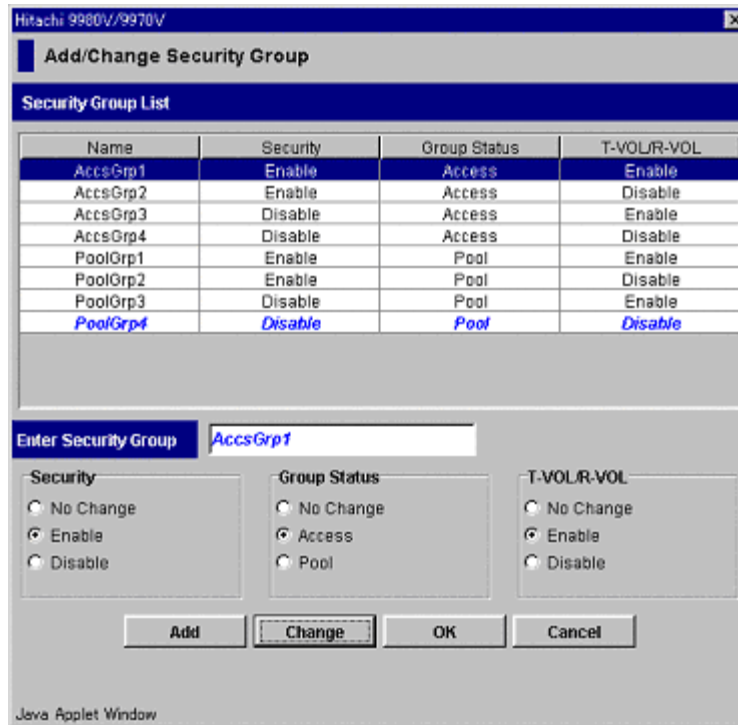 Hitachi 9980V/9970V
Add/Change Security Group
Security Group List
Name Security Group Status T-VOL/R-VOL
AccsGrp1 Enable Access Enable
AccsGrp2 Enable Access Disable
AccsGrp3 Disable Access Enable
AccsGrp4 Disable Access Disable
PoolGrp1 Enable Pool Enable
PoolGrp2 Enable Pool Disable
PoolGrp3 Disable Pool Enable
PoolGrp4 Disable Pool Disable
Enter Security Group AccsGrp1
Security Group Status T-VOL/R-VOL
No Change No Change No Change
Enable Access Enable
Disable Pool Disable
Add Change OK Cancel
Java Applet Window